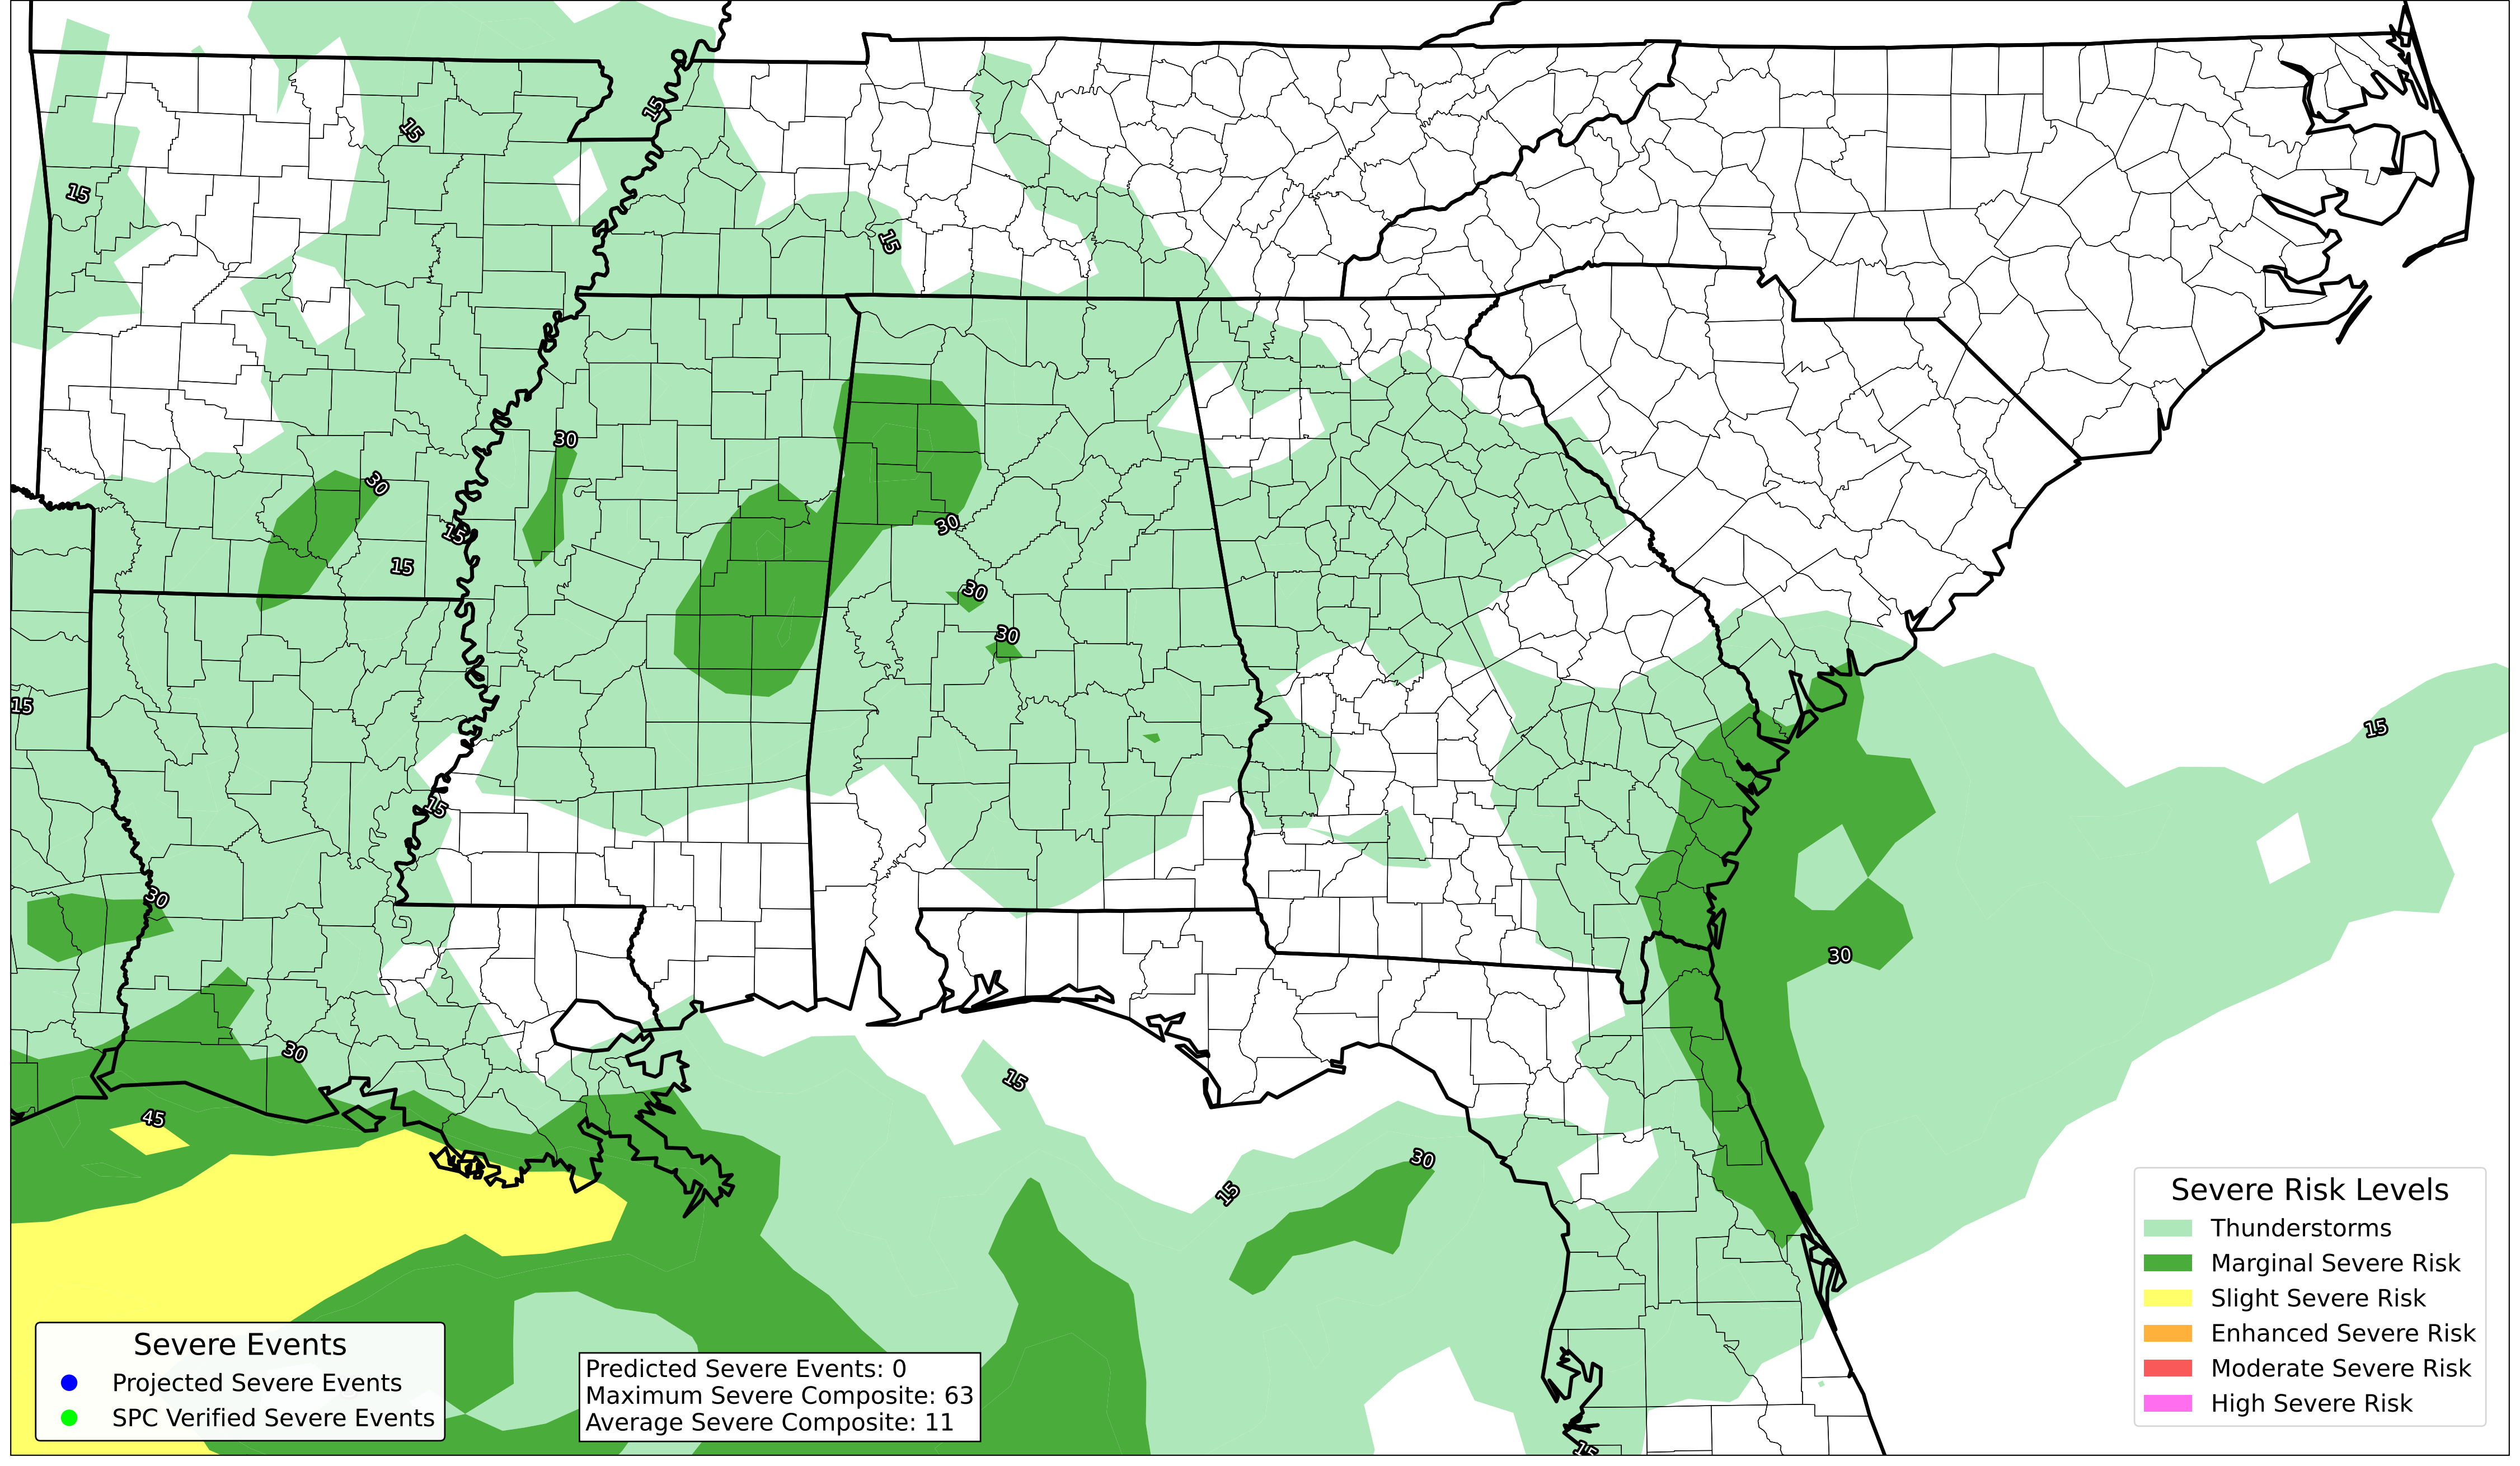 15
15
15
15
30
30
15
30
15
30
30
15
15
15
30
30
30
15
45
30
15
15
Severe Risk Levels
Thunderstorms
Marginal Severe Risk
Slight Severe Risk
Enhanced Severe Risk
Moderate Severe Risk
High Severe Risk
Severe Events
Projected Severe Events
SPC Verified Severe Events
Predicted Severe Events: 0
Maximum Severe Composite: 63
Average Severe Composite: 11